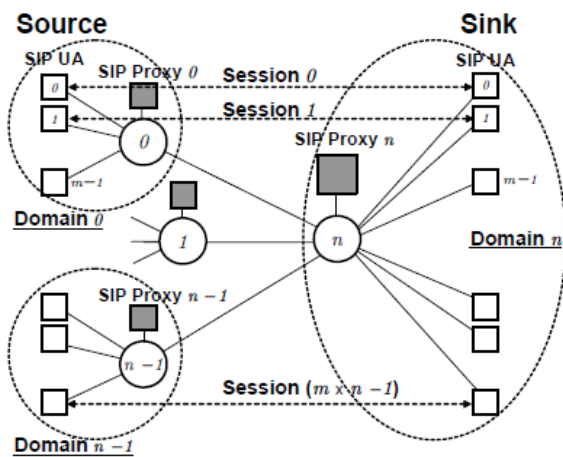 Source
Sink
SIP UA
SIP Proxy 0
Session 0
SIP UA
0
0
Session 1
1
1
0
SIP Proxy n
m-1
m-1
Domain 0
1
n
Domain n
SIP Proxy n-1
n-1
Session (m x n-1)
Domain n-1